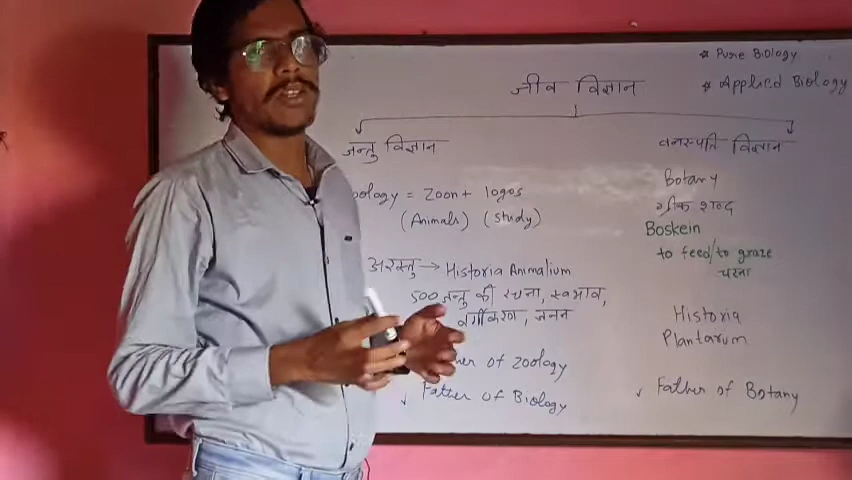 * Pure Biology
* Applied Biology
जीव विज्ञान
जन्तु विज्ञान
ology = Zoon + logos
(Animals) (study)
अरस्तु → Historia Animalium
500 जन्तु की रचना, स्वभाव,
वर्गीकरण, जनन
her of Zoology
Father of Biology
वनस्पति विज्ञान
Botany
ग्रीक शब्द
Boskein
to feed/to graze
चरना
Historia
Plantarum
✓ Father of Botany